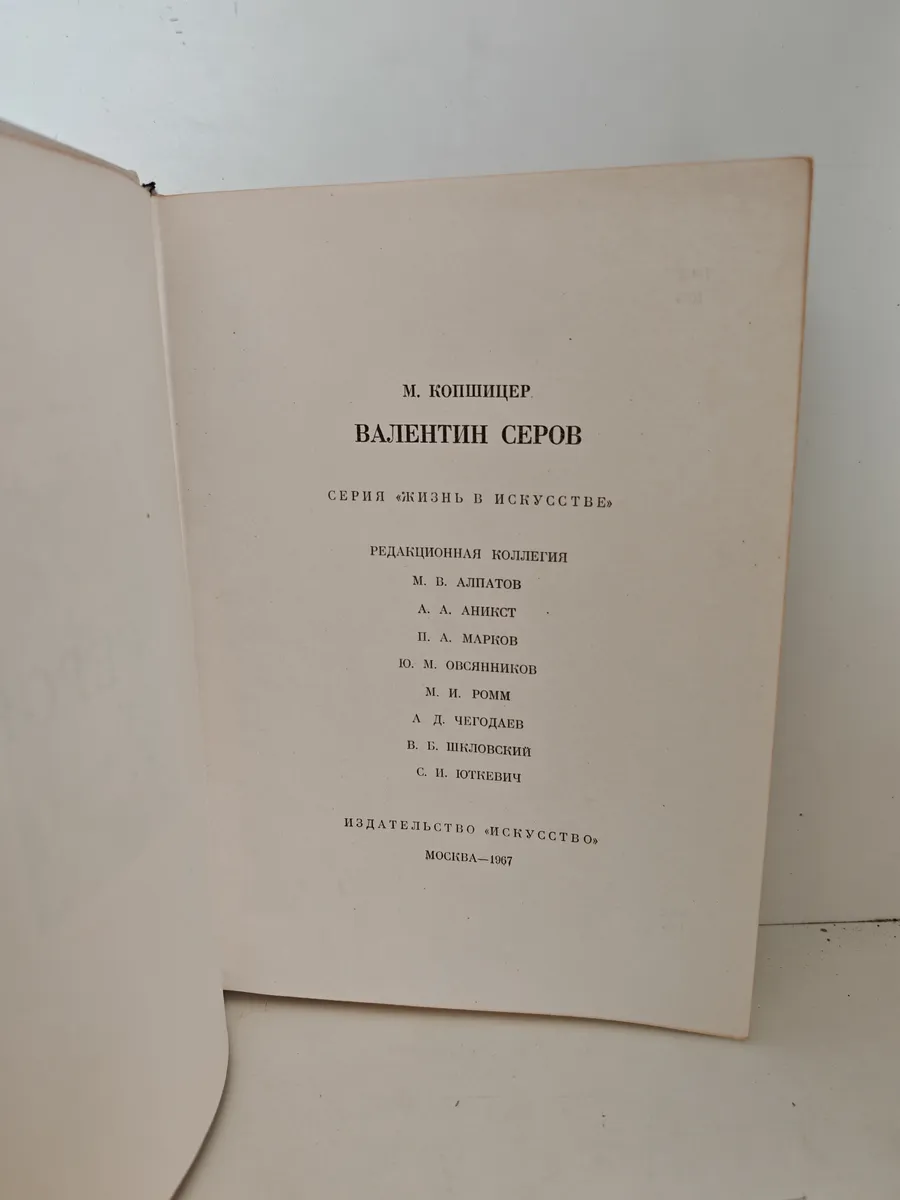 М. КОПШИЦЕР
ВАЛЕНТИН СЕРОВ
СЕРИЯ «ЖИЗНЬ В ИСКУССТВЕ»
РЕДАКЦИОННАЯ КОЛЛЕГИЯ
М. В. АЛПАТОВ
А. А. АНИКСТ
П. А. МАРКОВ
Ю. М. ОВСЯННИКОВ
М. И. РОММ
А Д. ЧЕГОДАЕВ
В. Б. ШКЛОВСКИЙ
С. И. ЮТКЕВИЧ
ИЗДАТЕЛЬСТВО «ИСКУССТВО»
МОСКВА—1967